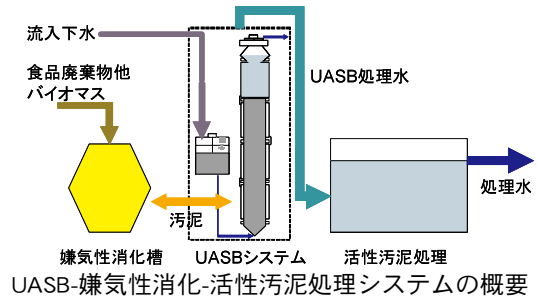 流入下水
食品廃棄物他
バイオマス
UASB処理水
汚泥
処理水
嫌気性消化槽
UASBシステム
活性汚泥処理
UASB-嫌気性消化-活性汚泥処理システムの概要